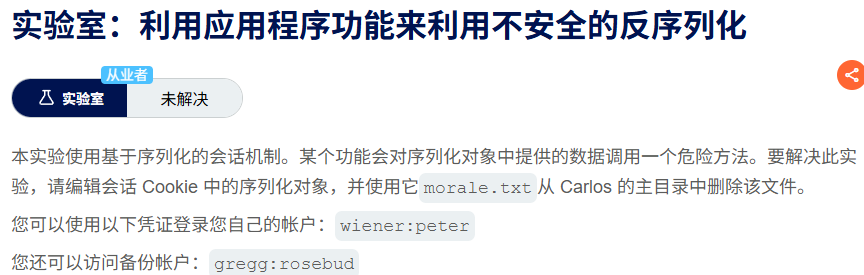 实验室：利用应用程序功能来利用不安全的反序列化
从业者
实验室 未解决
本实验使用基于序列化的会话机制。某个功能会对序列化对象中提供的数据调用一个危险方法。要解决此实
验，请编辑会话 Cookie 中的序列化对象，并使用它 morale.txt 从 Carlos 的主目录中删除该文件。
您可以使用以下凭证登录您自己的帐户： wiener:peter
您还可以访问备份帐户： gregg:rosebud